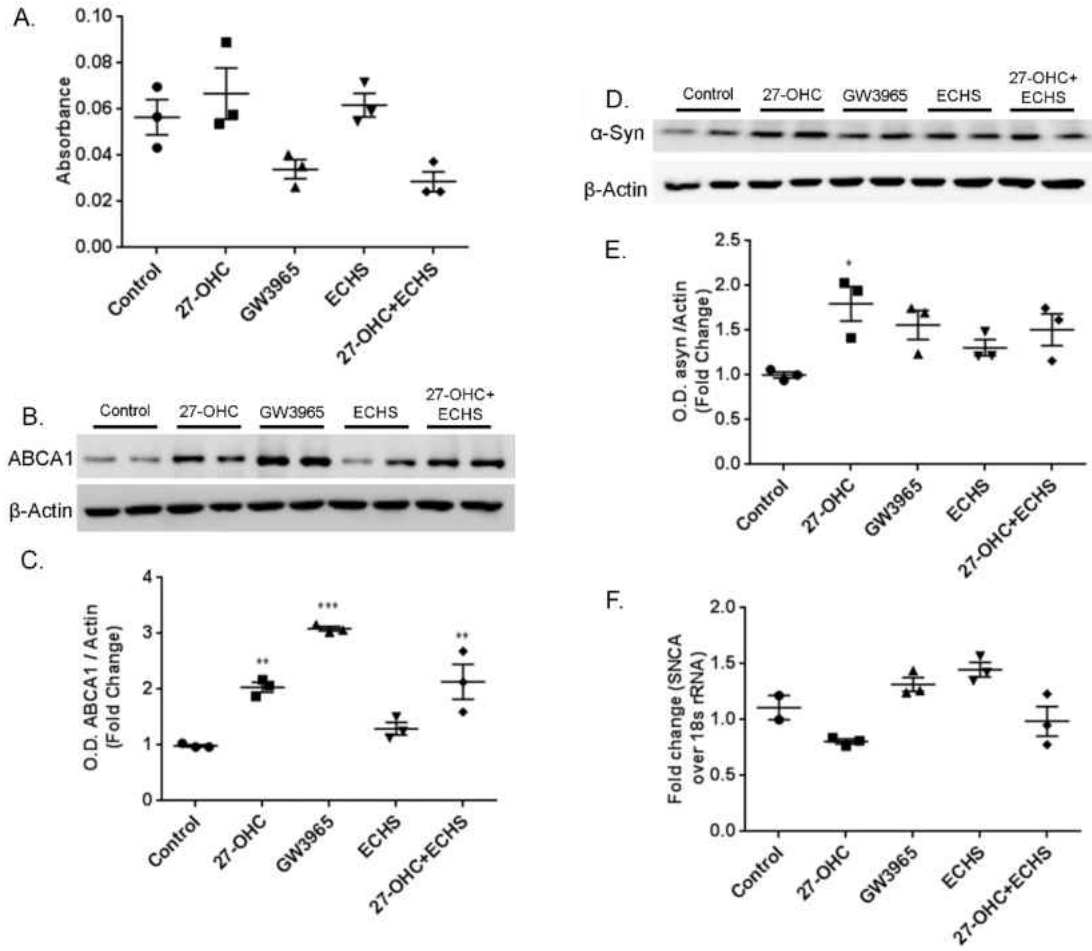 A.
Absorbance
0.10
0.08
0.06
0.04
0.02
0.00
Control
27-OHC
GW3965
ECHS
27-OHC+ECHS
B.
Control
27-OHC
GW3965
ECHS
27-OHC+
ECHS
ABCA1
β-Actin
C.
O.D. ABCA1 / Actin
(Fold Change)
4
3
2
1
0
**
***
**
Control
27-OHC
GW3965
ECHS
27-OHC+ECHS
D.
Control
27-OHC
GW3965
ECHS
27-OHC+
ECHS
α-Syn
β-Actin
E.
O.D. asyn /Actin
(Fold Change)
2.5
2.0
1.5
1.0
0.5
0.0
*
Control
27-OHC
GW3965
ECHS
27-OHC+ECHS
F.
Fold change (SNCA
over 18s rRNA)
2.0
1.5
1.0
0.5
0.0
Control
27-OHC
GW3965
ECHS
27-OHC+ECHS